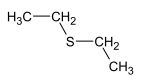 H₃C CH₂
S CH₂
CH₃